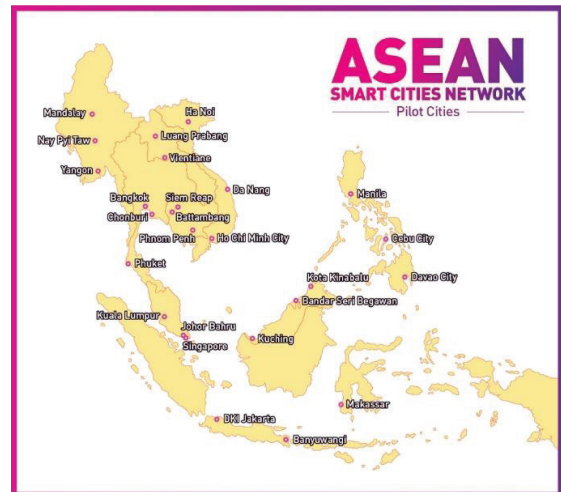 ASEAN
SMART CITIES NETWORK
Pilot Cities
Mandalay
Ha Noi
Nay Pyi Taw
Luang Prabang
Yangon
Vientiane
Bangkok
Siem Reap
Da Nang
Manila
Chonburi
Battambang
Phnom Penh
Ho Chi Minh City
Cebu City
Phuket
Kota Kinabalu
Davao City
Bandar Seri Begawan
Kuala Lumpur
Johor Bahru
Singapore
Kuching
Makassar
DKI Jakarta
Banyuwangi